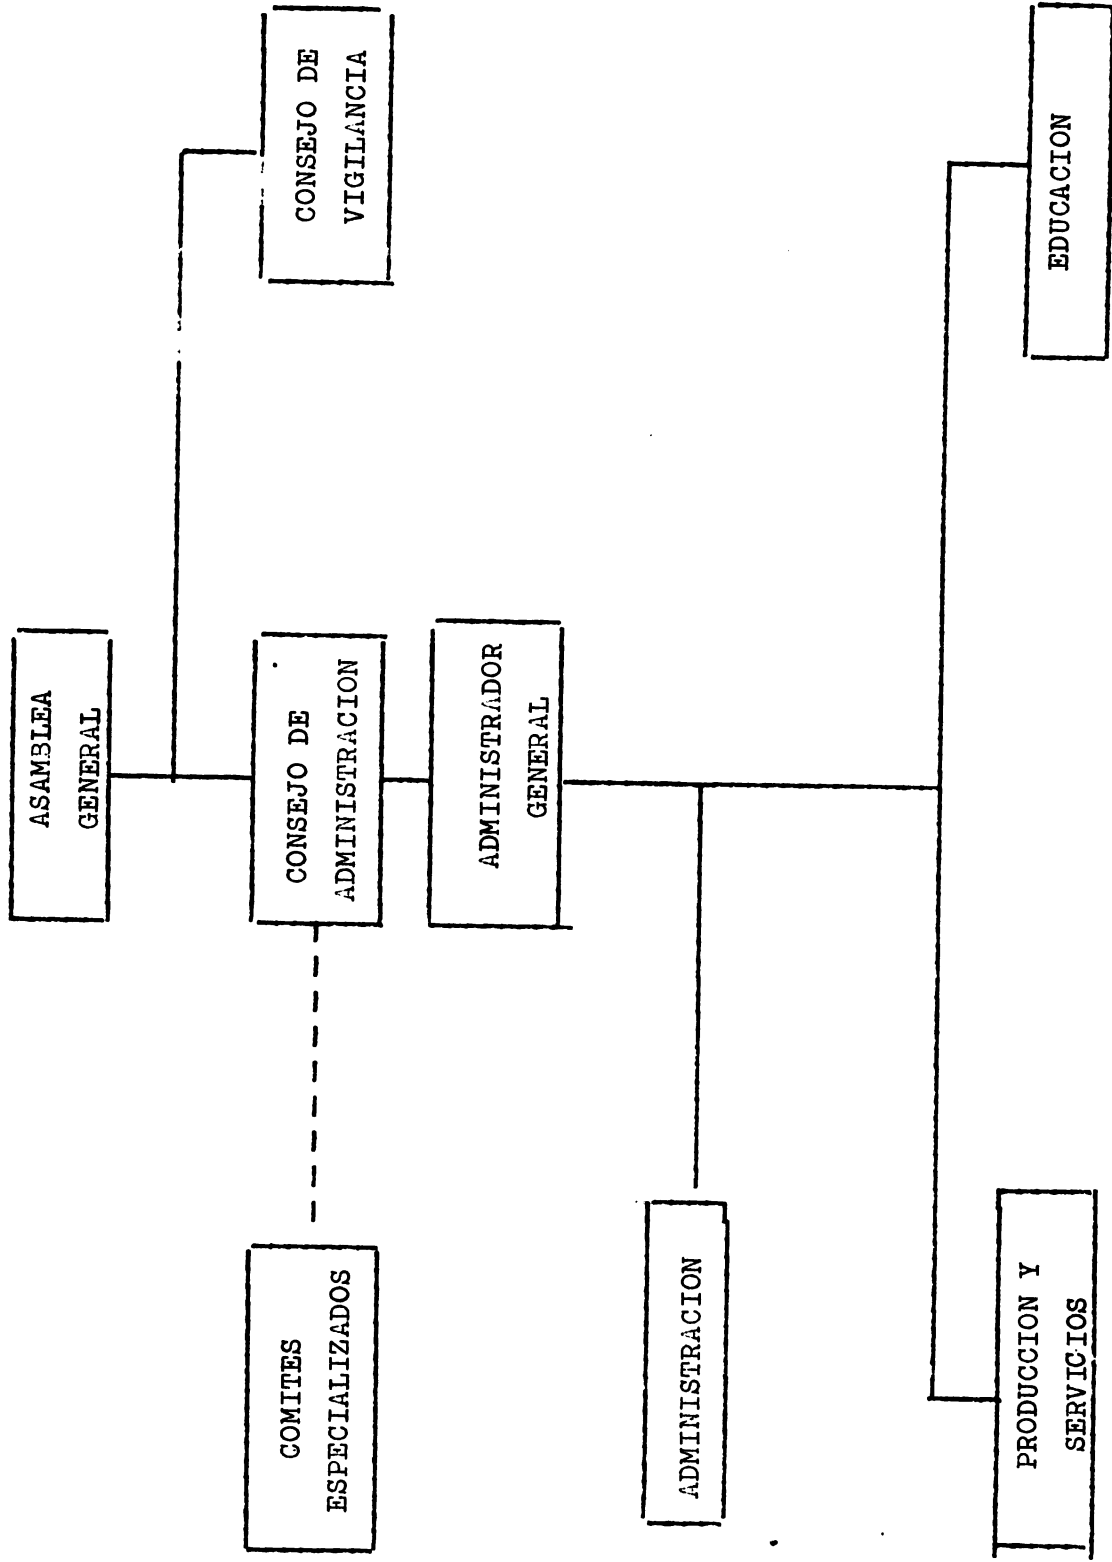 ASAMBLEA
GENERAL
CONSEJO DE
VIGILANCIA
COMITES
ESPECIALIZADOS
CONSEJO DE
ADMINISTRACION
ADMINISTRADOR
GENERAL
ADMINISTRACION
PRODUCCION Y
SERVICIOS
EDUCACION